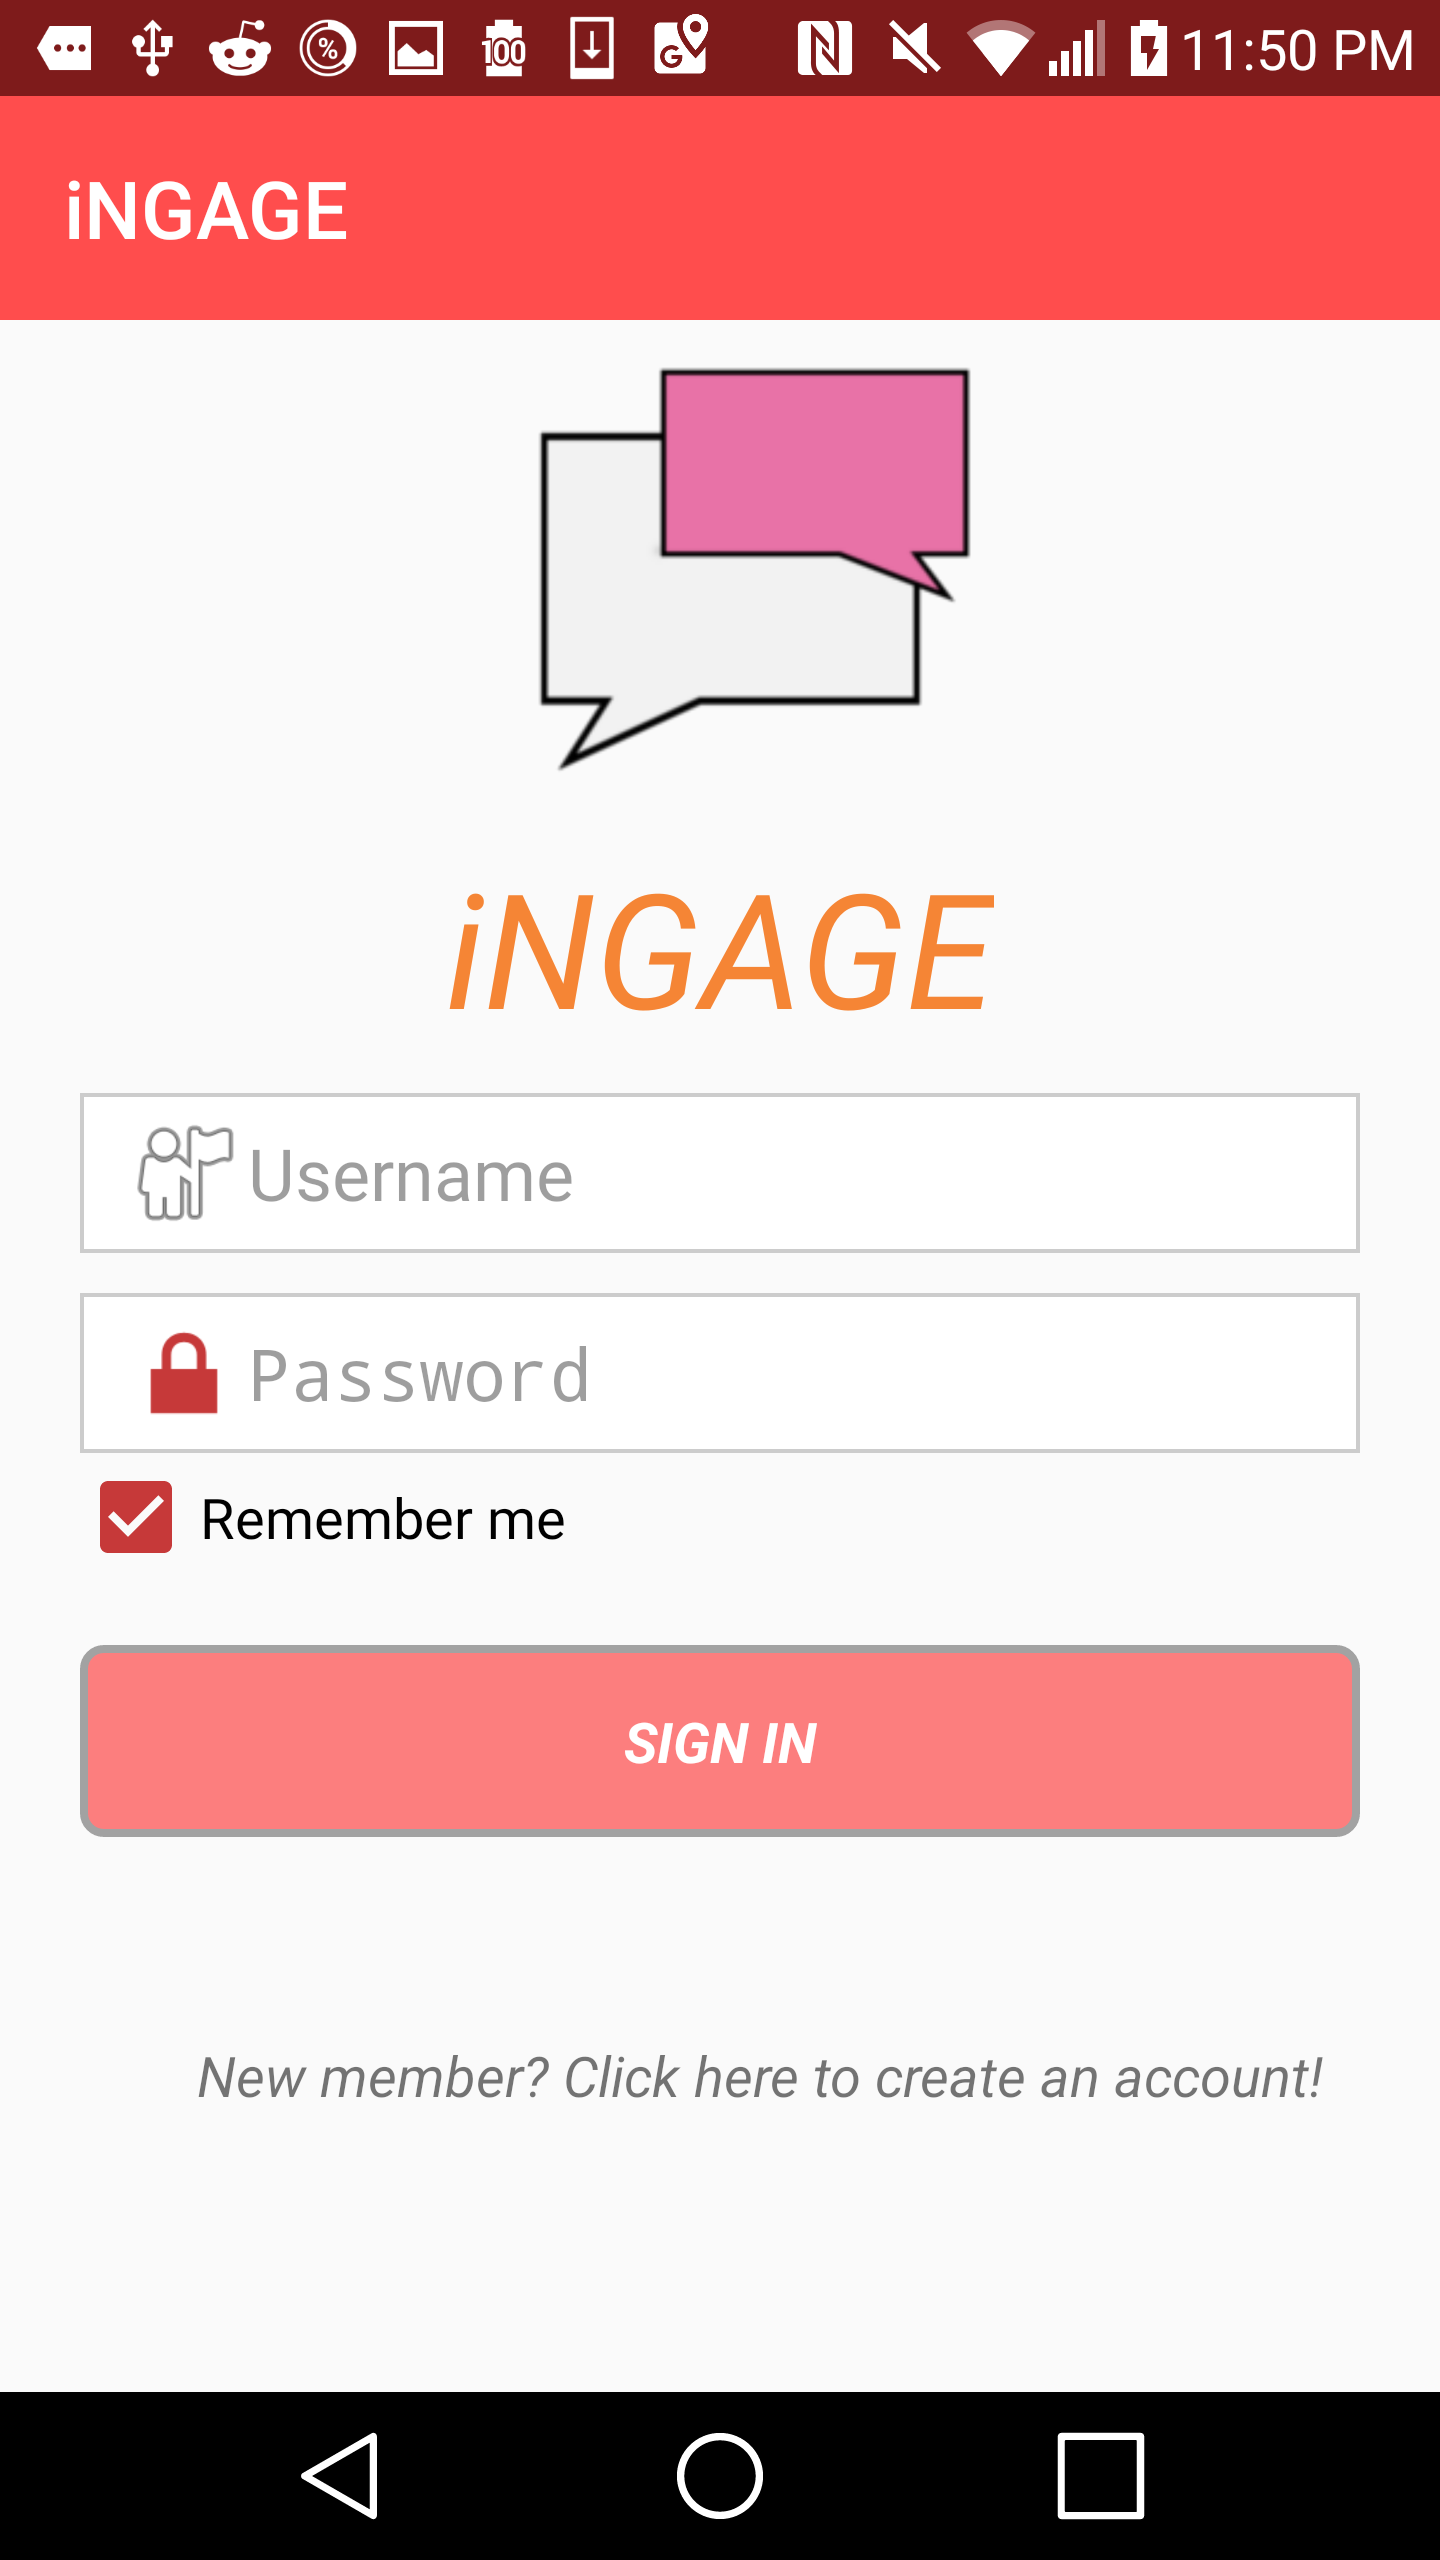 % 100 G 11:50 PM
iNGAGE
iNGAGE
Username
Password
Remember me
SIGN IN
New member? Click here to create an account!